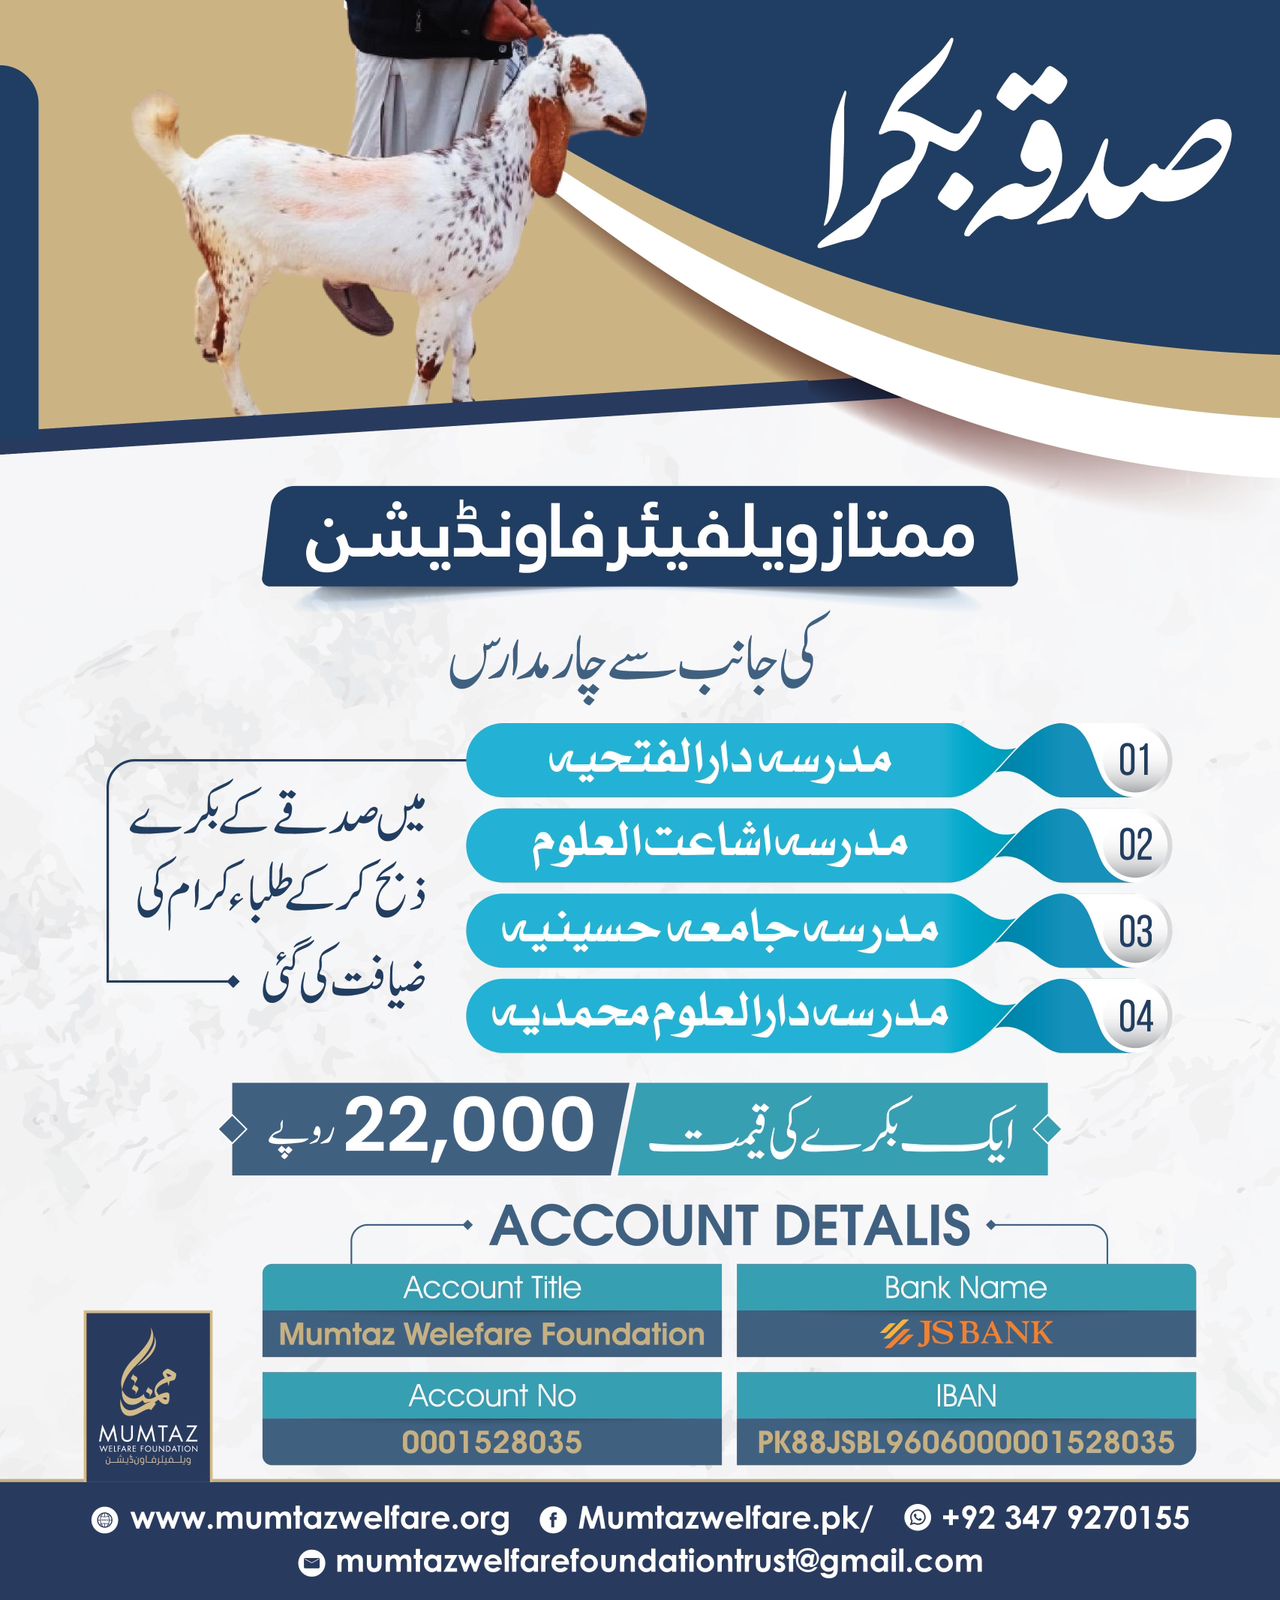 صدقہ بکرا
ممتاز ویلفیئر فاونڈیشن
کی جانب سے چار مدارس
01 مدرسہ دارالفتحیہ
02 مدرسہ اشاعت العلوم
03 مدرسہ جامعہ حسینیہ
04 مدرسہ دارالعلوم محمدیہ
میں صدقے کے بکرے
ذبح کر کے طلباء کرام کی
ضیافت کی گئی
ایک بکرے کی قیمت 22,000 روپے
ACCOUNT DETALIS
Account Title
Mumtaz Welefare Foundation
Bank Name
JS BANK
Account No
0001528035
IBAN
PK88JSBL9606000001528035
ممتاز
MUMTAZ
WELFARE FOUNDATION
ویلفیئر فاونڈیشن
www.mumtazwelfare.org Mumtazwelfare.pk/ +92 347 9270155
mumtazwelfarefoundationtrust@gmail.com